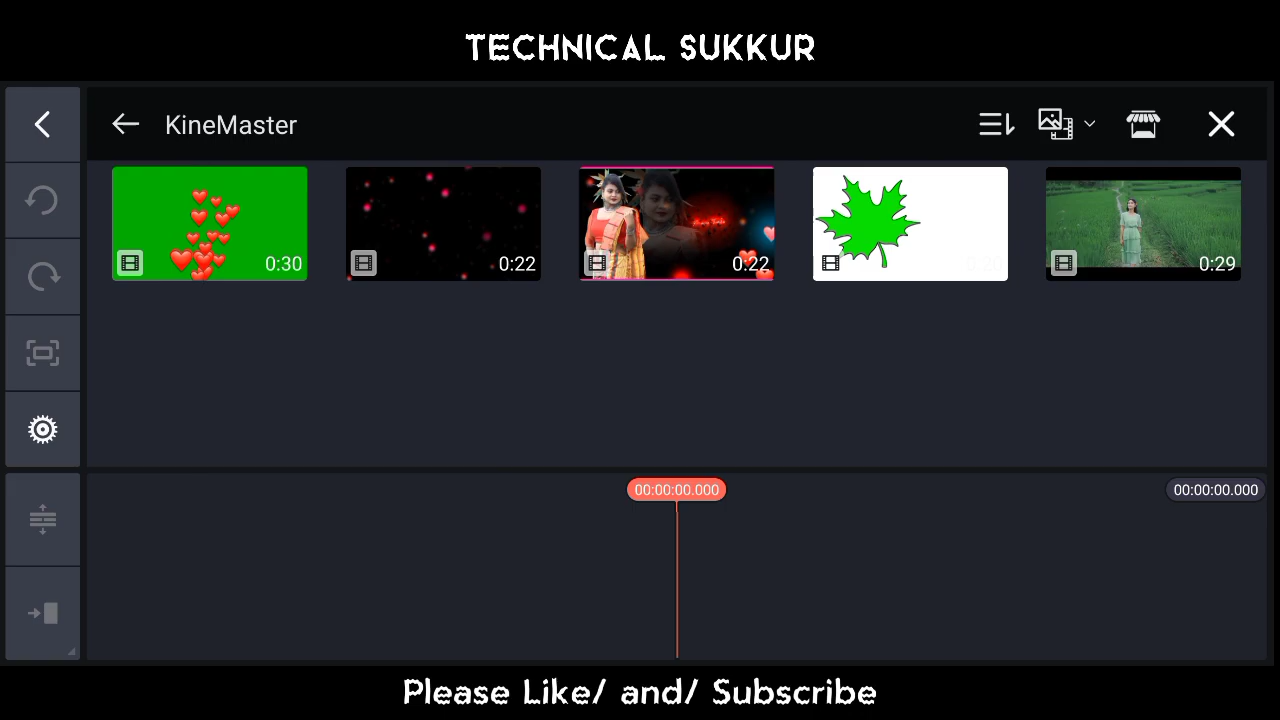 TECHNICAL SUKKUR
KineMaster
0:30
0:22
0:22
0:29
00:00:00.000
00:00:00.000
Please Like/ and/ Subscribe